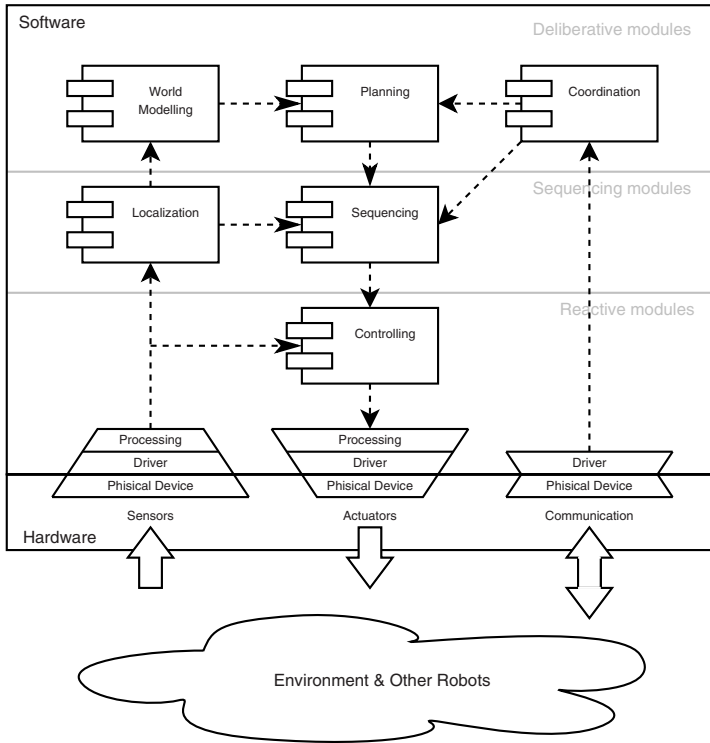 Software
Deliberative modules
World
Modelling
Planning
Coordination
Sequencing modules
Localization
Sequencing
Reactive modules
Controlling
Processing
Driver
Phisical Device
Sensors
Processing
Driver
Phisical Device
Actuators
Driver
Phisical Device
Communication
Hardware
Environment & Other Robots